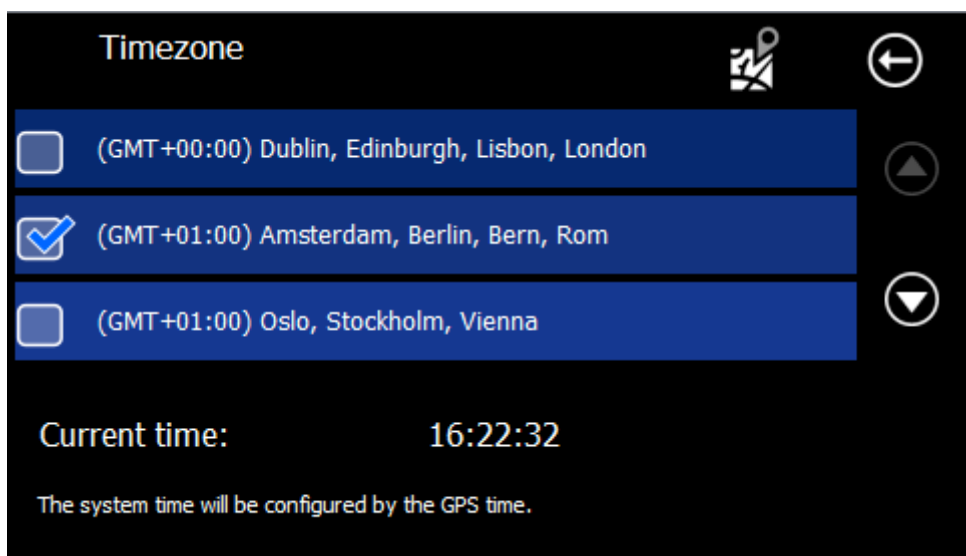 Timezone
(GMT+00:00) Dublin, Edinburgh, Lisbon, London
(GMT+01:00) Amsterdam, Berlin, Bern, Rom
(GMT+01:00) Oslo, Stockholm, Vienna
Current time: 16:22:32
The system time will be configured by the GPS time.